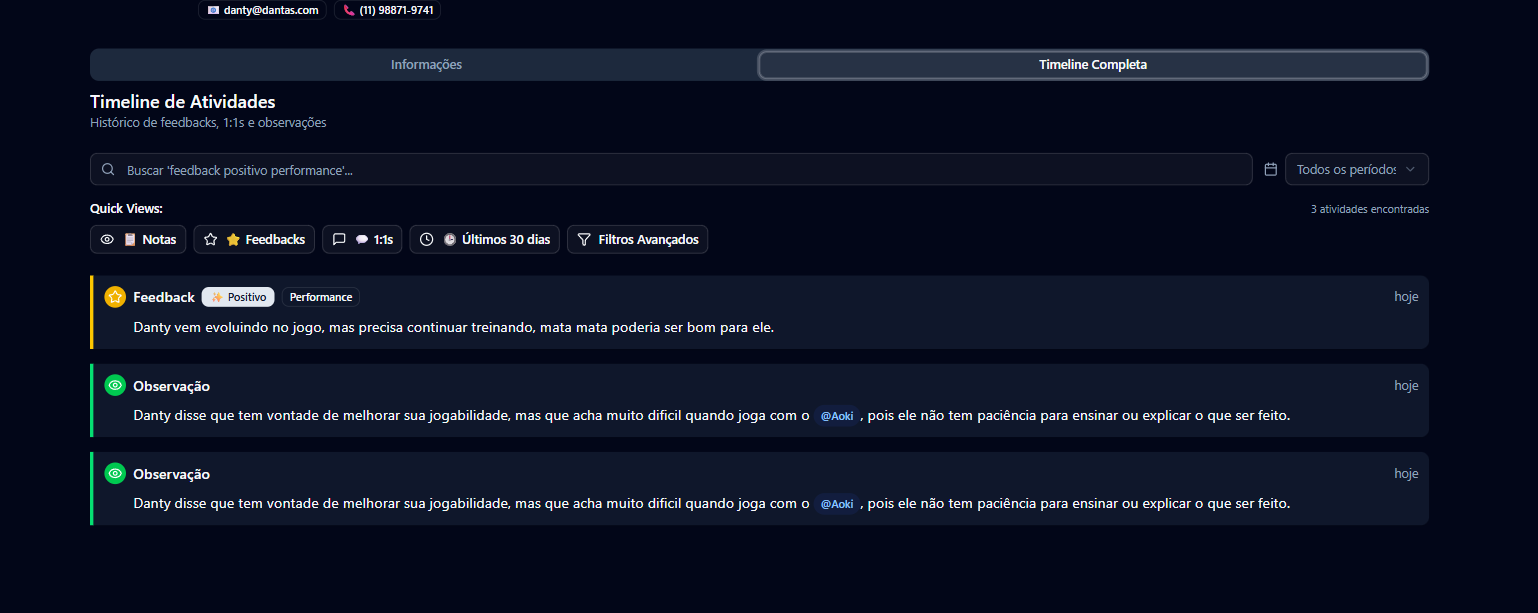 danty@dantas.com (11) 98871-9741
Informações Timeline Completa
Timeline de Atividades
Histórico de feedbacks, 1:1s e observações
Buscar 'feedback positivo performance'... Todos os períodos
Quick Views: 3 atividades encontradas
Notas Feedbacks 1:1s Últimos 30 dias Filtros Avançados
Feedback Positivo Performance hoje
Danty vem evoluindo no jogo, mas precisa continuar treinando, mata mata poderia ser bom para ele.
Observação hoje
Danty disse que tem vontade de melhorar sua jogabilidade, mas que acha muito dificil quando joga com o @Aoki , pois ele não tem paciência para ensinar ou explicar o que ser feito.
Observação hoje
Danty disse que tem vontade de melhorar sua jogabilidade, mas que acha muito dificil quando joga com o @Aoki , pois ele não tem paciência para ensinar ou explicar o que ser feito.